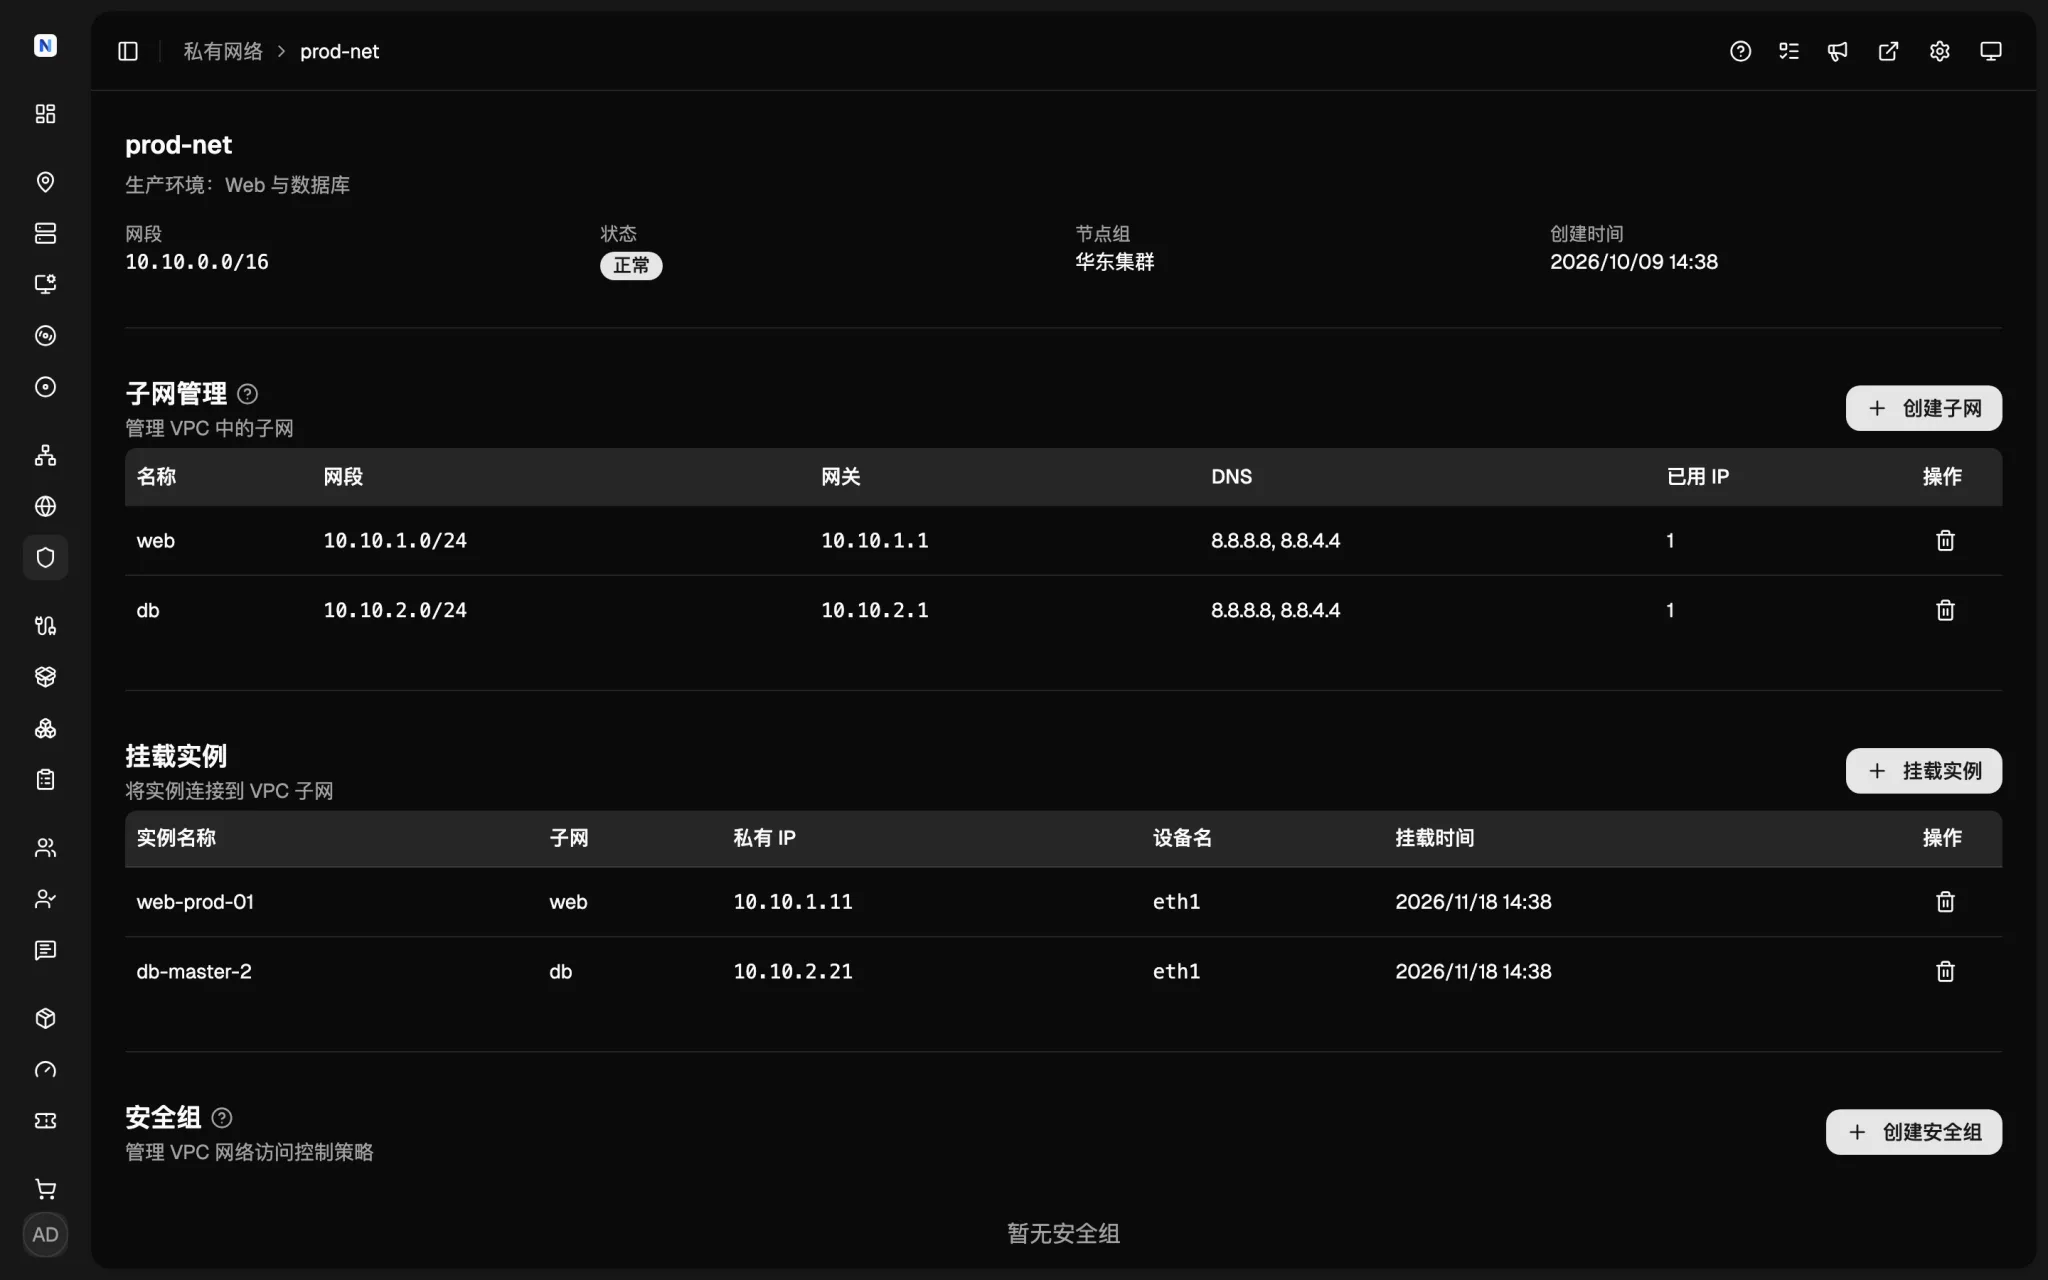 N
私有网络 > prod-net
prod-net
生产环境：Web 与数据库
网段 状态 节点组 创建时间
10.10.0.0/16 正常 华东集群 2026/10/09 14:38
子网管理
管理 VPC 中的子网
+ 创建子网
名称 网段 网关 DNS 已用 IP 操作
web 10.10.1.0/24 10.10.1.1 8.8.8.8, 8.8.4.4 1
db 10.10.2.0/24 10.10.2.1 8.8.8.8, 8.8.4.4 1
挂载实例
将实例连接到 VPC 子网
+ 挂载实例
实例名称 子网 私有 IP 设备名 挂载时间 操作
web-prod-01 web 10.10.1.11 eth1 2026/11/18 14:38
db-master-2 db 10.10.2.21 eth1 2026/11/18 14:38
安全组
管理 VPC 网络访问控制策略
+ 创建安全组
暂无安全组
AD